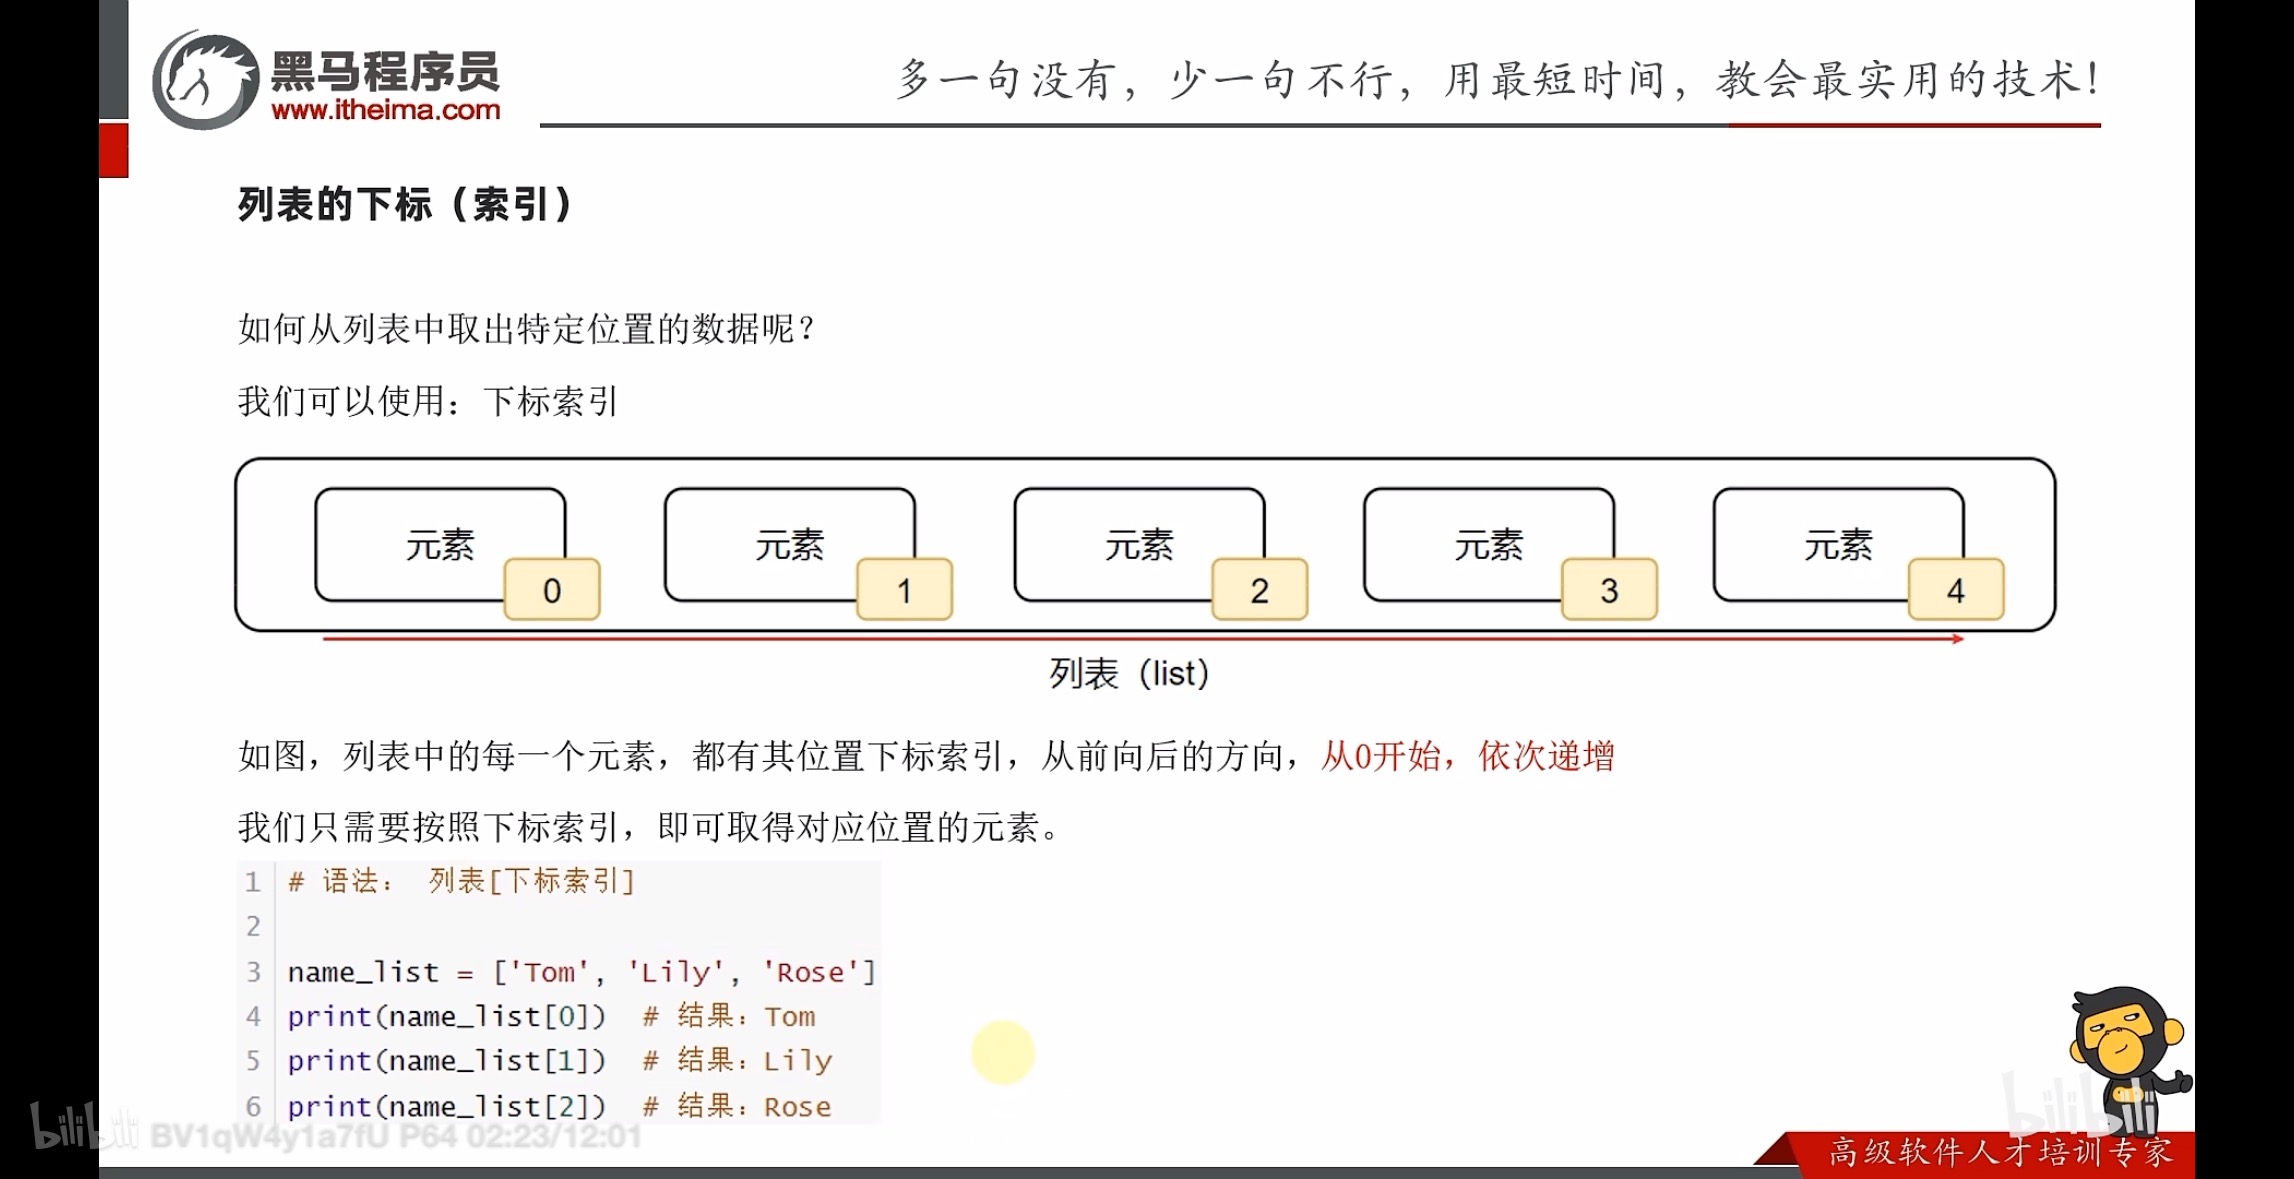 黑马程序员
www.itheima.com
多一句没有，少一句不行，用最短时间，教会最实用的技术！
列表的下标（索引）
如何从列表中取出特定位置的数据呢？
我们可以使用：下标索引
元素 0 元素 1 元素 2 元素 3 元素 4
列表（list）
如图，列表中的每一个元素，都有其位置下标索引，从前向后的方向，从0开始，依次递增
我们只需要按照下标索引，即可取得对应位置的元素。
1 # 语法： 列表[下标索引]
2
3 name_list = ['Tom', 'Lily', 'Rose']
4 print(name_list[0]) # 结果：Tom
5 print(name_list[1]) # 结果：Lily
6 print(name_list[2]) # 结果：Rose
bilibili BV1qW4y1a7fU P64 02:23/12:01
bilibili
高级软件人才培训专家